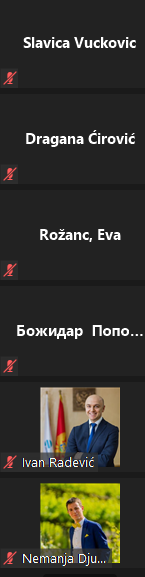 Slavica Vuckovic
Dragana Ćirović
Rožanc, Eva
Божидар Попо...
Ivan Radević
Nemanja Dju...